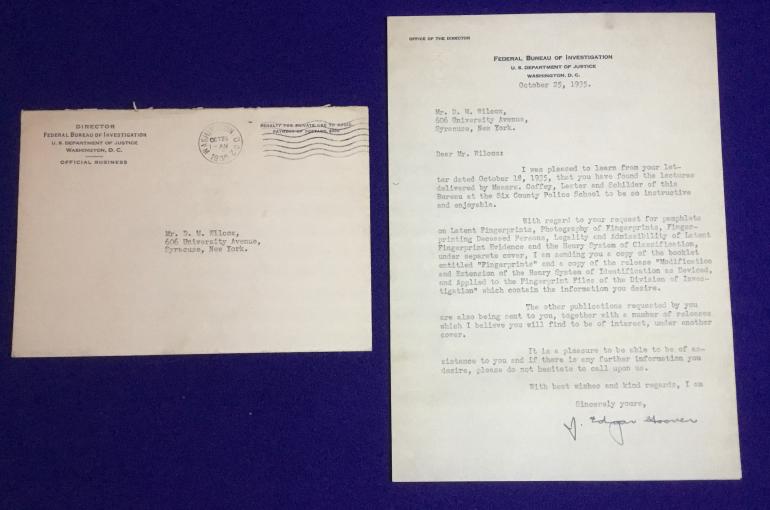 DIRECTOR
FEDERAL BUREAU OF INVESTIGATION
U. S. DEPARTMENT OF JUSTICE
WASHINGTON, D. C.
OFFICIAL BUSINESS
WASHINGTON D.C.
OCT 26
1 - AM
1935
PENALTY FOR PRIVATE USE TO AVOID
PAYMENT OF POSTAGE, $300
Mr. D. W. Wilcox,
606 University Avenue,
Syracuse, New York.
OFFICE OF THE DIRECTOR
FEDERAL BUREAU OF INVESTIGATION
U. S. DEPARTMENT OF JUSTICE
WASHINGTON, D. C.
October 25, 1935.
Mr. D. W. Wilcox,
606 University Avenue,
Syracuse, New York.
Dear Mr. Wilcox:
I was pleased to learn from your let-
ter dated October 18, 1935, that you have found the lectures
delivered by Messrs. Coffey, Lester and Schilder of this
Bureau at the Six County Police School to be so instructive
and enjoyable.
With regard to your request for pamphlets
on Latent Fingerprints, Photography of Fingerprints, Finger-
printing Deceased Persons, Legality and Admissibility of Latent
Fingerprint Evidence and the Henry System of Classification,
under separate cover, I am sending you a copy of the booklet
entitled "Fingerprints" and a copy of the release "Modification
and Extension of the Henry System of Identification as Devised,
and Applied to the Fingerprint Files of the Division of Inves-
tigation" which contain the information you desire.
The other publications requested by you
are also being sent to you, together with a number of releases
which I believe you will find to be of interest, under another
cover.
It is a pleasure to be able to be of as-
sistance to you and if there is any further information you
desire, please do not hesitate to call upon us.
With best wishes and kind regards, I am
Sincerely yours,
J. Edgar Hoover